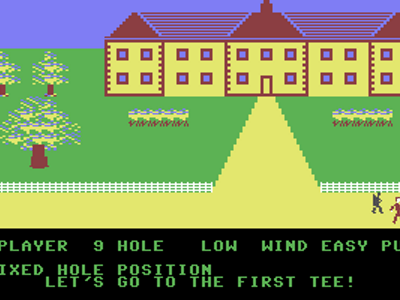 PLAYER 9 HOLE LOW WIND EASY PU
IXED HOLE POSITION
LET'S GO TO THE FIRST TEE!